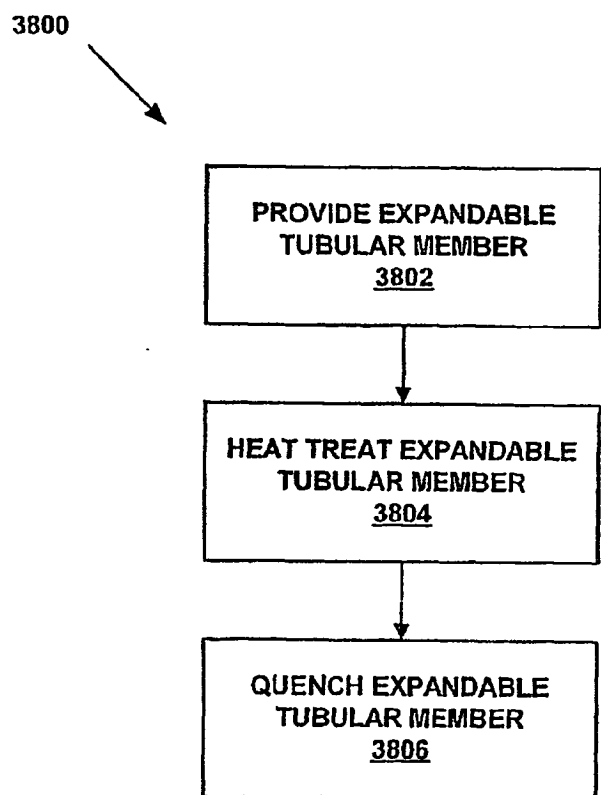 3800
PROVIDE EXPANDABLE
TUBULAR MEMBER
3802
HEAT TREAT EXPANDABLE
TUBULAR MEMBER
3804
QUENCH EXPANDABLE
TUBULAR MEMBER
3806